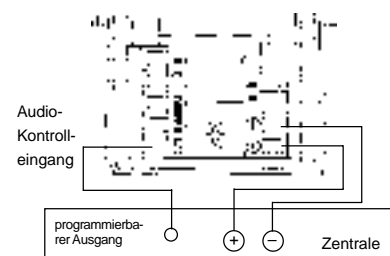 Audio-
Kontroll-
eingang
programmierba-
rer Ausgang
+
−
Zentrale